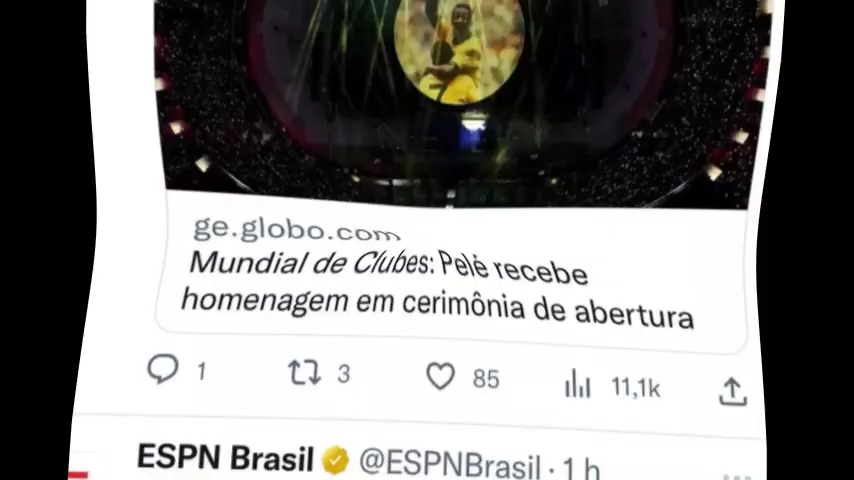 ge.globo.com
Mundial de Clubes: Pelé recebe
homenagem em cerimônia de abertura
1 3 85 11,1k
ESPN Brasil @ESPNBrasil · 1 h